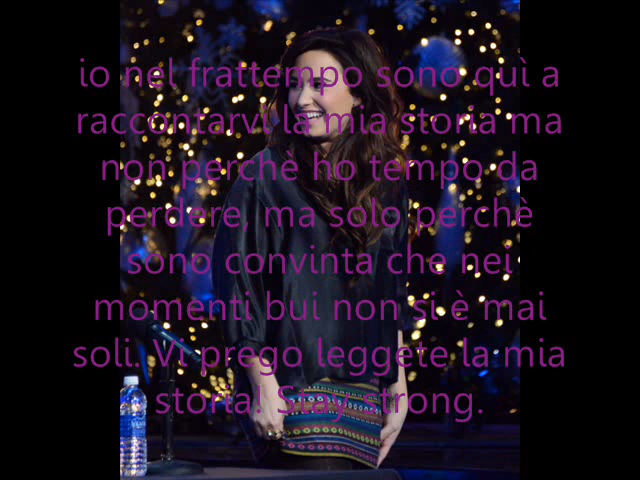 io nel frattempo sono quì a
raccontarvi la mia storia ma
non perchè ho tempo da
perdere, ma solo perchè
sono convinta che nei
momenti bui non si è mai
soli. Vi prego leggete la mia
storia! Stay strong.